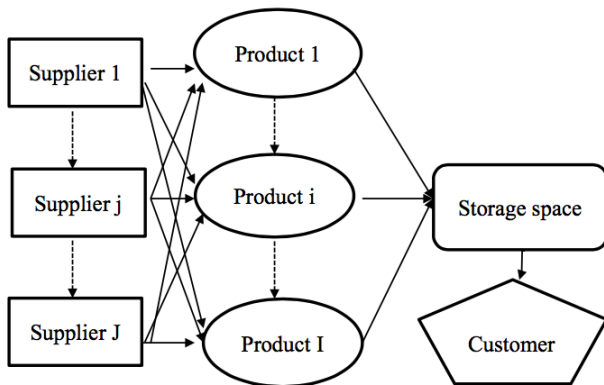 Supplier 1
Product 1
Supplier j
Product i
Storage space
Supplier J
Product I
Customer